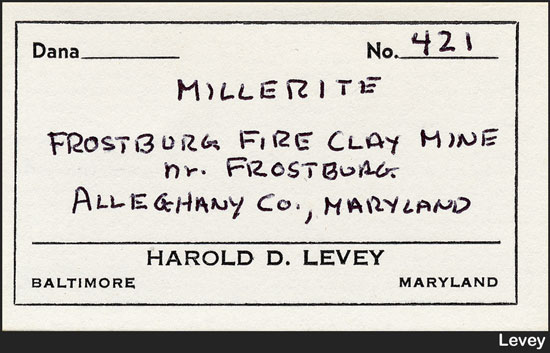 Dana No. 421
MILLERITE
FROSTBURG FIRE CLAY MINE
nr. FROSTBURG
ALLEGHANY CO., MARYLAND
HAROLD D. LEVEY
BALTIMORE MARYLAND
Levey